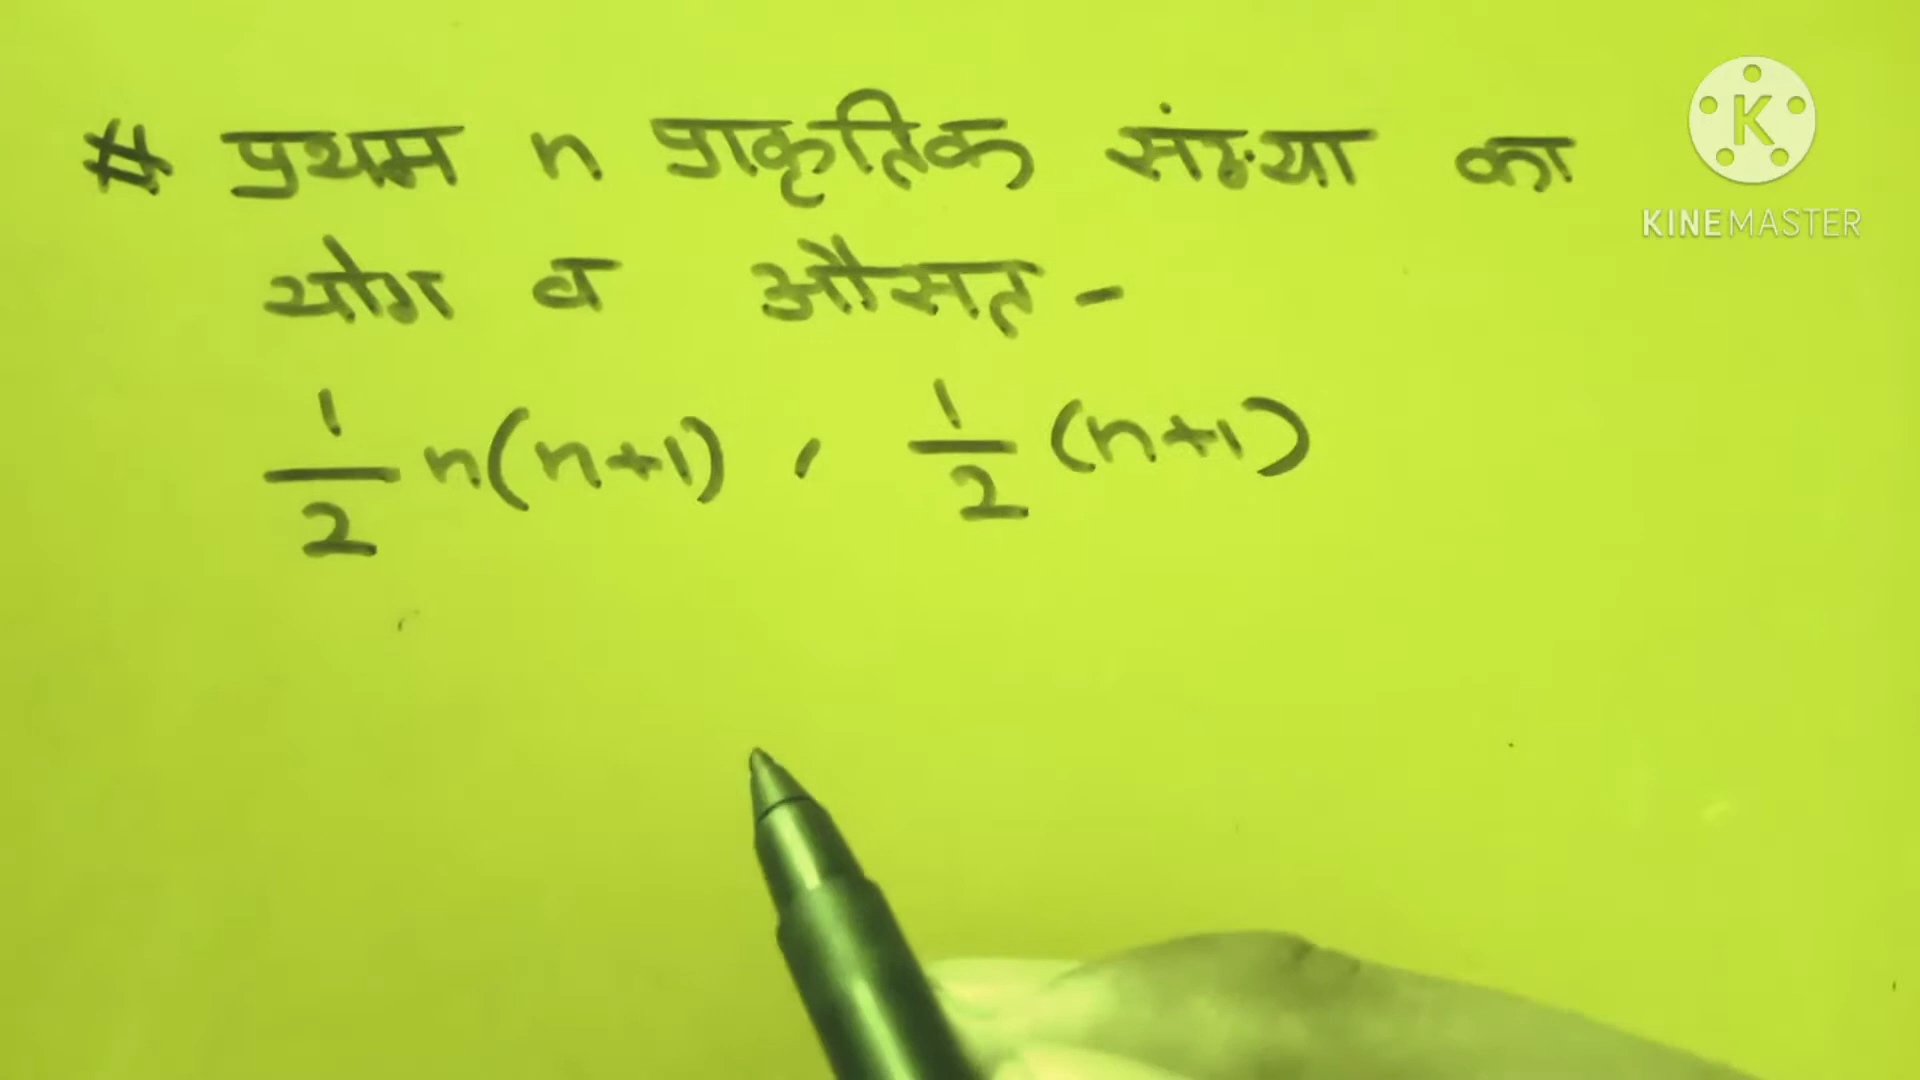 # प्रथम n प्राकृतिक संख्या का
योग व औसत -
1/2 n(n+1) , 1/2 (n+1)
K
KINEMASTER